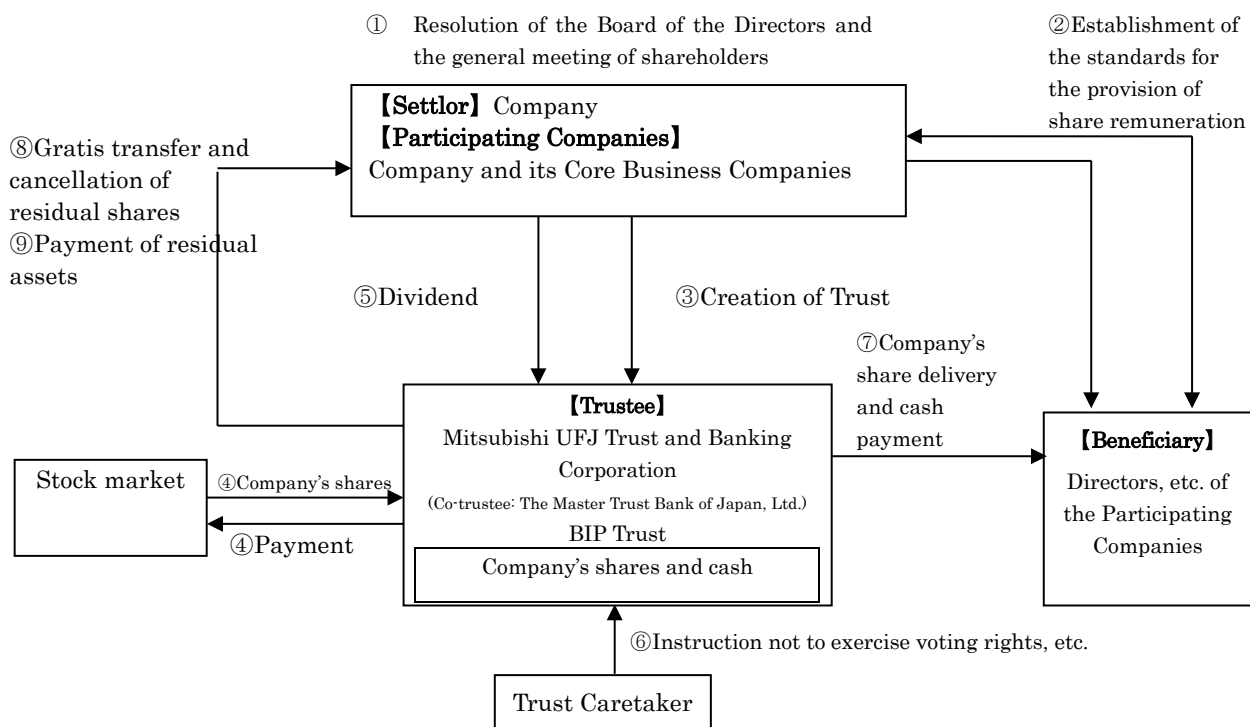 ① Resolution of the Board of the Directors and
the general meeting of shareholders
②Establishment of
the standards for
the provision of
share remuneration
【Settlor】Company
【Participating Companies】
Company and its Core Business Companies
⑧Gratis transfer and
cancellation of
residual shares
⑨Payment of residual
assets
⑤Dividend
③Creation of Trust
⑦Company's
share delivery
and cash
payment
【Trustee】
Mitsubishi UFJ Trust and Banking
Corporation
(Co-trustee: The Master Trust Bank of Japan, Ltd.)
BIP Trust
Company's shares and cash
Stock market
④Company's shares
④Payment
【Beneficiary】
Directors, etc. of
the Participating
Companies
⑥Instruction not to exercise voting rights, etc.
Trust Caretaker